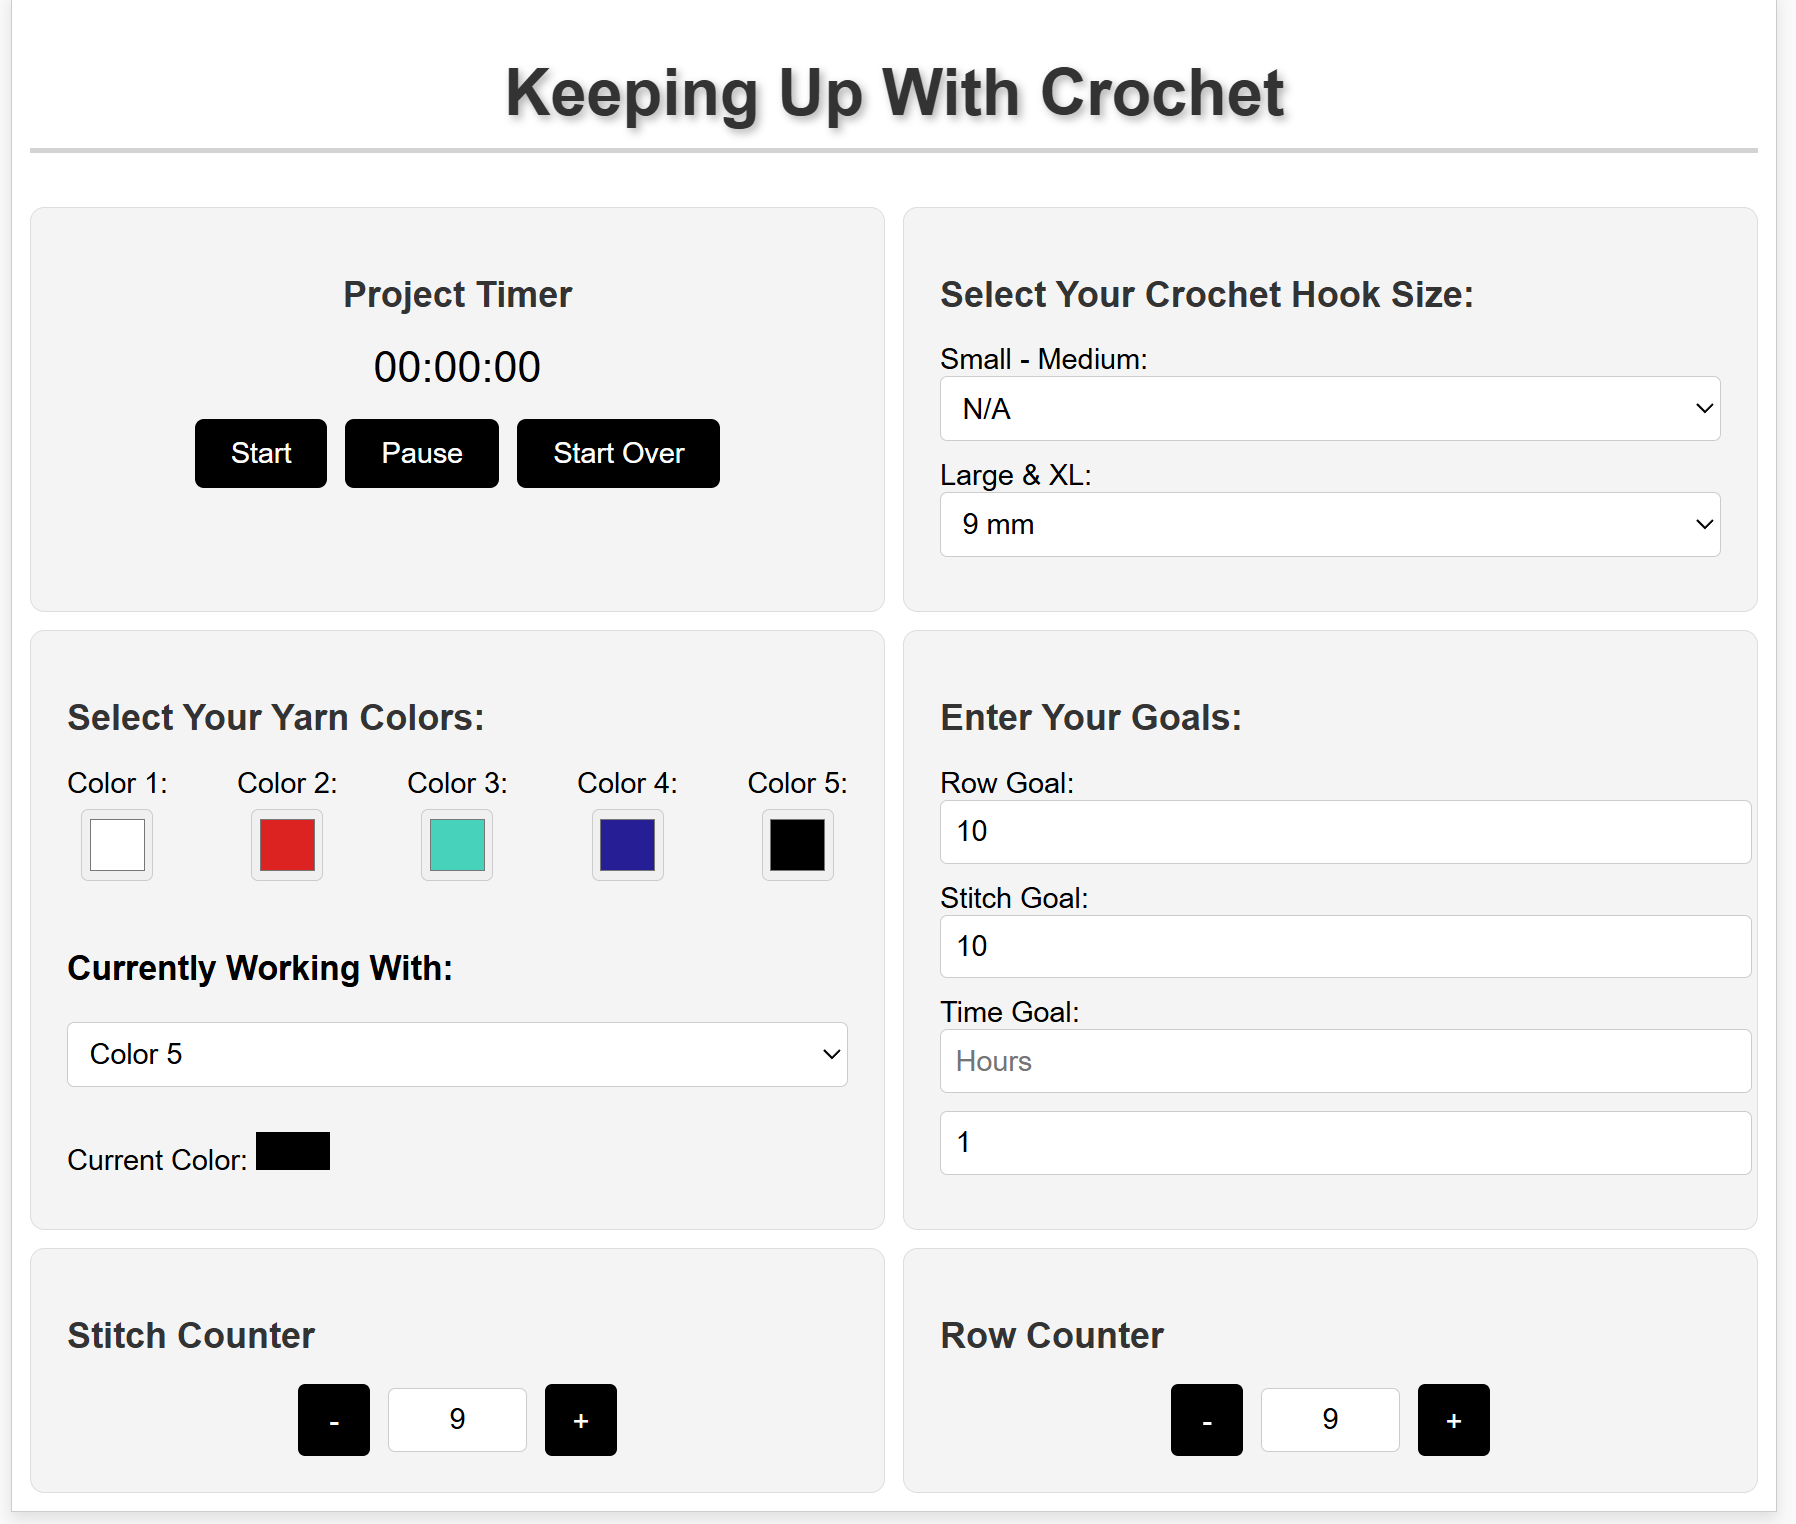 Keeping Up With Crochet
Project Timer
00:00:00
Start Pause Start Over
Select Your Crochet Hook Size:
Small - Medium:
N/A
Large & XL:
9 mm
Select Your Yarn Colors:
Color 1: Color 2: Color 3: Color 4: Color 5:
Currently Working With:
Color 5
Current Color:
Enter Your Goals:
Row Goal:
10
Stitch Goal:
10
Time Goal:
Hours
1
Stitch Counter
- 9 +
Row Counter
- 9 +